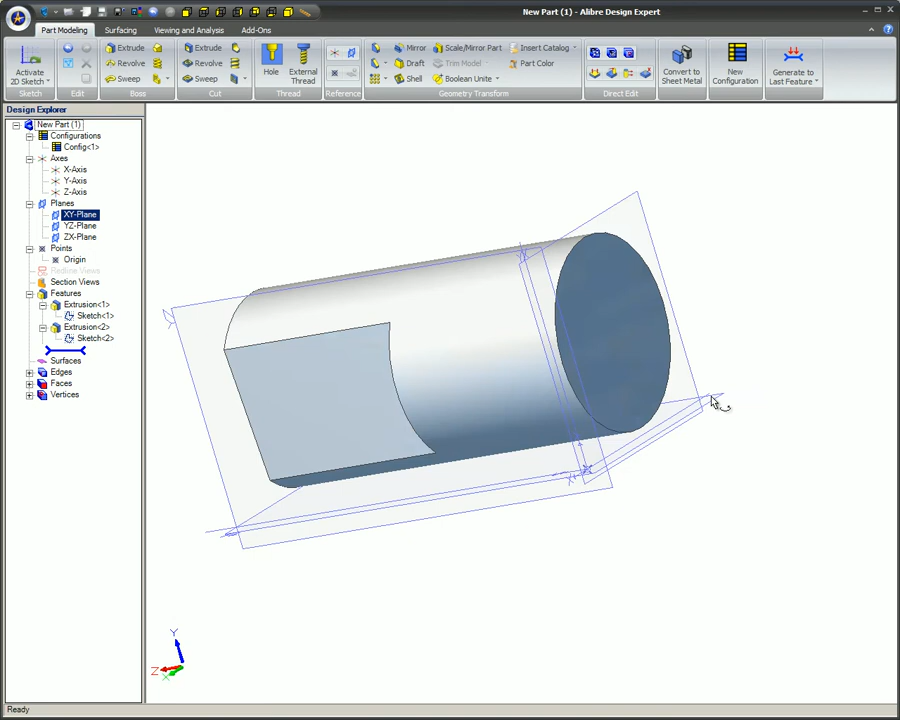 New Part (1) - Alibre Design Expert
Part Modeling
Surfacing
Viewing and Analysis
Add-Ons
Activate
2D Sketch
Sketch
Edit
Extrude
Revolve
Sweep
Boss
Extrude
Revolve
Sweep
Cut
Hole
External
Thread
Thread
Reference
Mirror
Draft
Shell
Scale/Mirror Part
Trim Model
Boolean Unite
Insert Catalog
Part Color
Geometry Transform
Direct Edit
Convert to
Sheet Metal
New
Configuration
Generate to
Last Feature
Design Explorer
New Part (1)
Configurations
Config<1>
Axes
X-Axis
Y-Axis
Z-Axis
Planes
XY-Plane
YZ-Plane
ZX-Plane
Points
Origin
Redline Views
Section Views
Features
Extrusion<1>
Sketch<1>
Extrusion<2>
Sketch<2>
Surfaces
Edges
Faces
Vertices
Y
Z
X
Ready